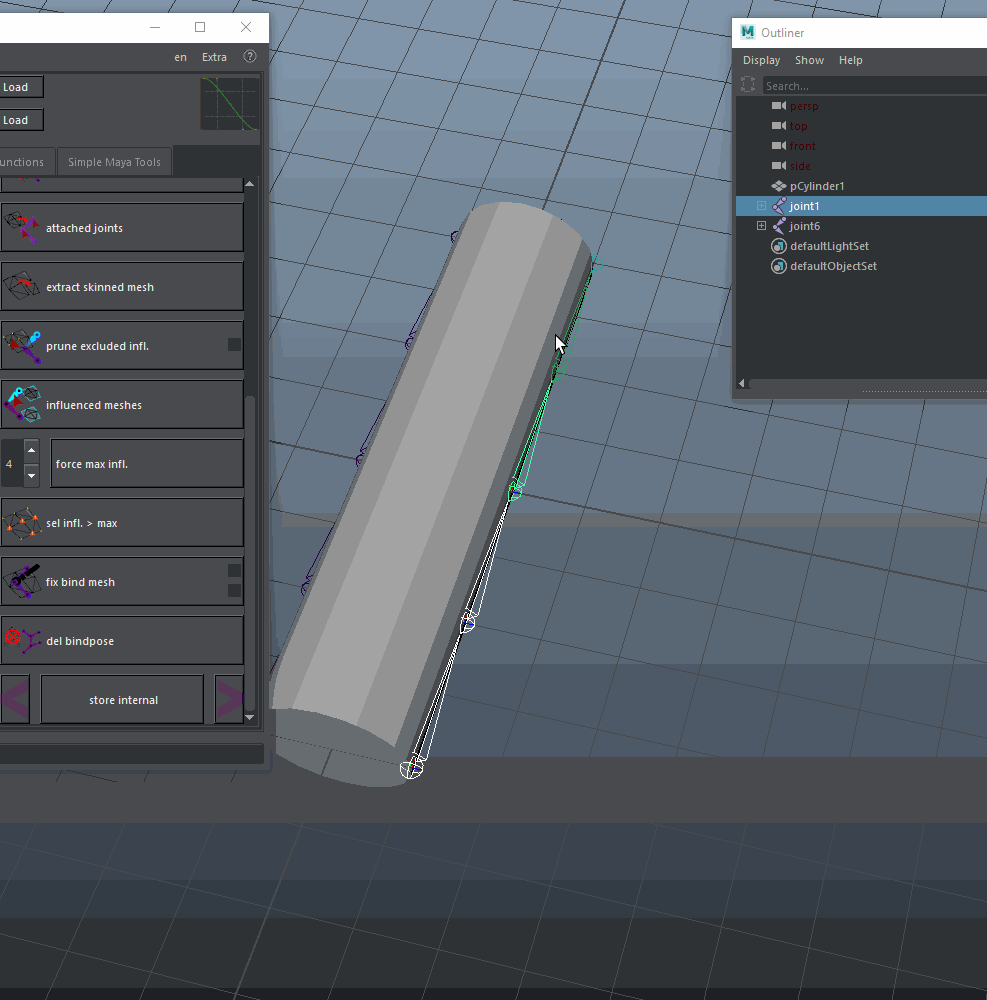 en Extra ?
Load
Load
unctions Simple Maya Tools
attached joints
extract skinned mesh
prune excluded infl.
influenced meshes
4 force max infl.
sel infl. > max
fix bind mesh
del bindpose
store internal
M Outliner
Display Show Help
Search...
persp
top
front
side
pCylinder1
joint1
joint6
defaultLightSet
defaultObjectSet